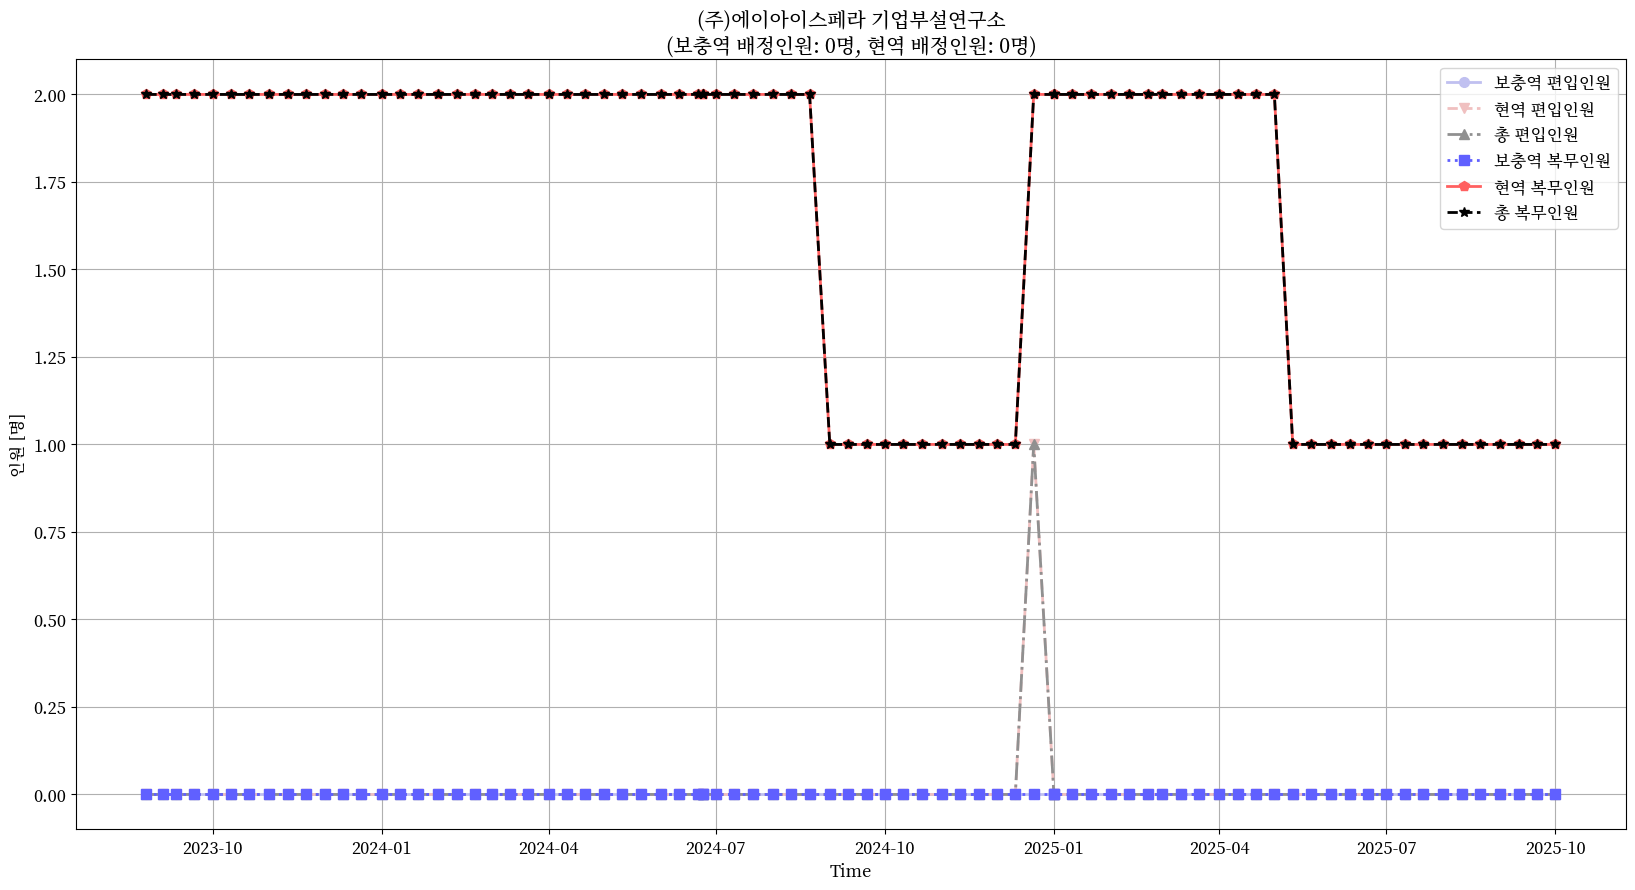 (주)에이아이스페라 기업부설연구소
(보충역 배정인원: 0명, 현역 배정인원: 0명)
보충역 편입인원
현역 편입인원
총 편입인원
보충역 복무인원
현역 복무인원
총 복무인원
인원 [명]
2.00
1.75
1.50
1.25
1.00
0.75
0.50
0.25
0.00
2023-10
2024-01
2024-04
2024-07
2024-10
2025-01
2025-04
2025-07
2025-10
Time